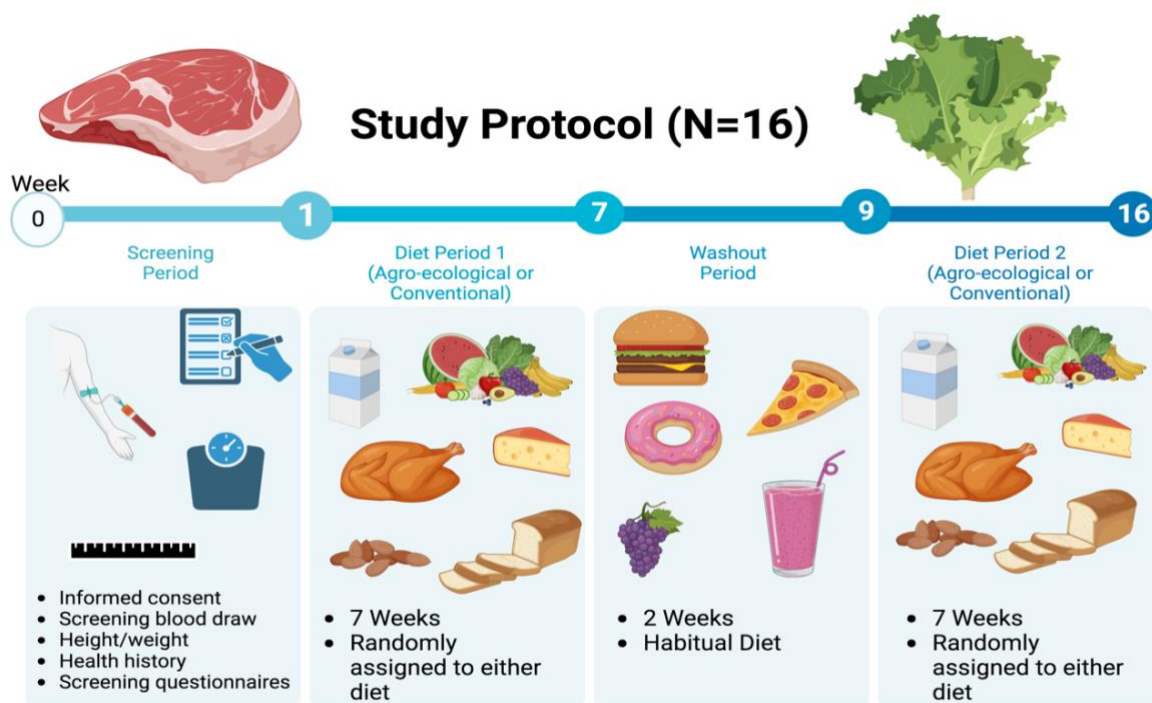 Study Protocol (N=16)
Week
0
1
7
9
16
Screening
Period
Diet Period 1
(Agro-ecological or
Conventional)
Washout
Period
Diet Period 2
(Agro-ecological or
Conventional)
• Informed consent
• Screening blood draw
• Height/weight
• Health history
• Screening questionnaires
• 7 Weeks
• Randomly
assigned to either
diet
• 2 Weeks
• Habitual Diet
• 7 Weeks
• Randomly
assigned to either
diet